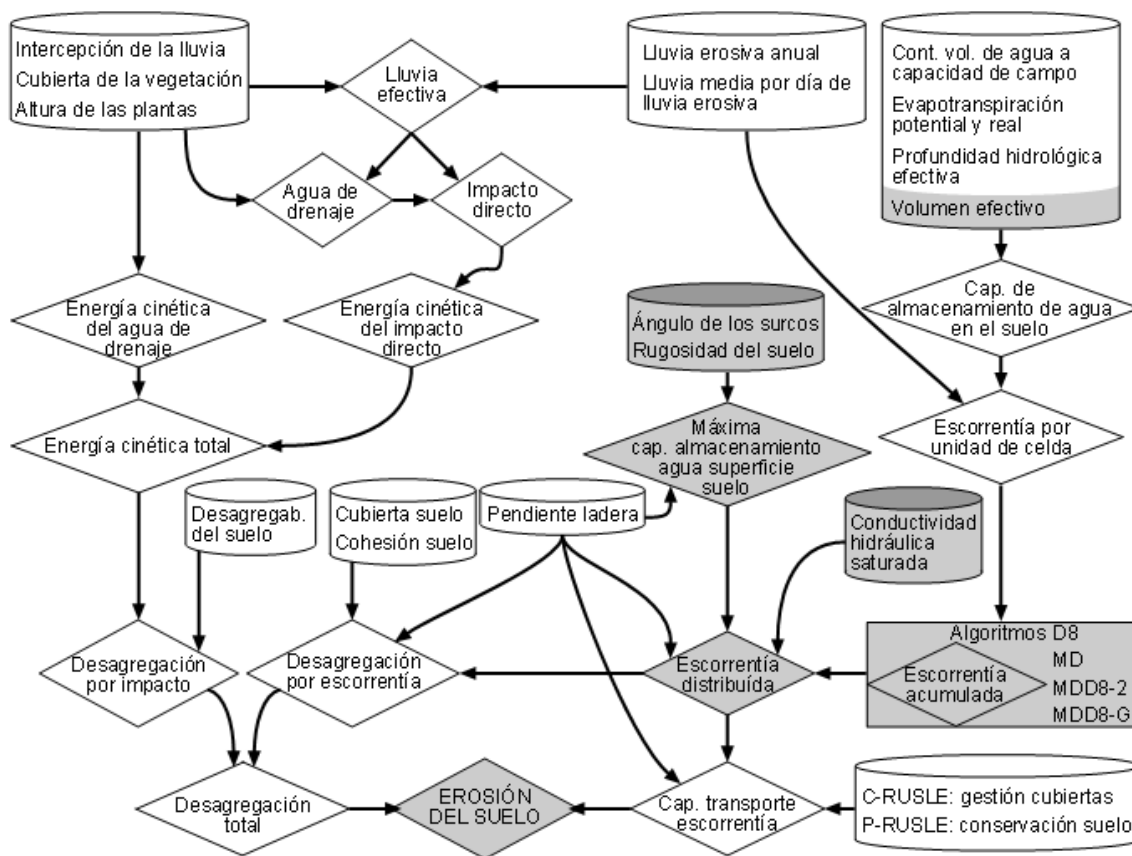 Intercepción de la lluvia
Cubierta de la vegetación
Altura de las plantas
Lluvia
efectiva
Lluvia erosiva anual
Lluvia media por día de
lluvia erosiva
Cont. vol. de agua a
capacidad de campo
Evapotranspiración
potential y real
Profundidad hidrológica
efectiva
Volumen efectivo
Agua de
drenaje
Impacto
directo
Energía cinética
del agua de
drenaje
Energía cinética
del impacto
directo
Ángulo de los surcos
Rugosidad del suelo
Cap. de
almacenamiento de agua
en el suelo
Energía cinética total
Máxima
cap. almacenamiento
agua superficie
suelo
Escorrentía por
unidad de celda
Desagregab.
del suelo
Cubierta suelo
Cohesión suelo
Pendiente ladera
Conductividad
hidráulica
saturada
Desagregación
por impacto
Desagregación
por escorrentía
Escorrentía
distribuída
Algoritmos D8
MD
MDD8-2
MDD8-G
Escorrentía
acumulada
Desagregación
total
EROSIÓN
DEL SUELO
Cap. transporte
escorrentía
C-RUSLE: gestión cubiertas
P-RUSLE: conservación suelo